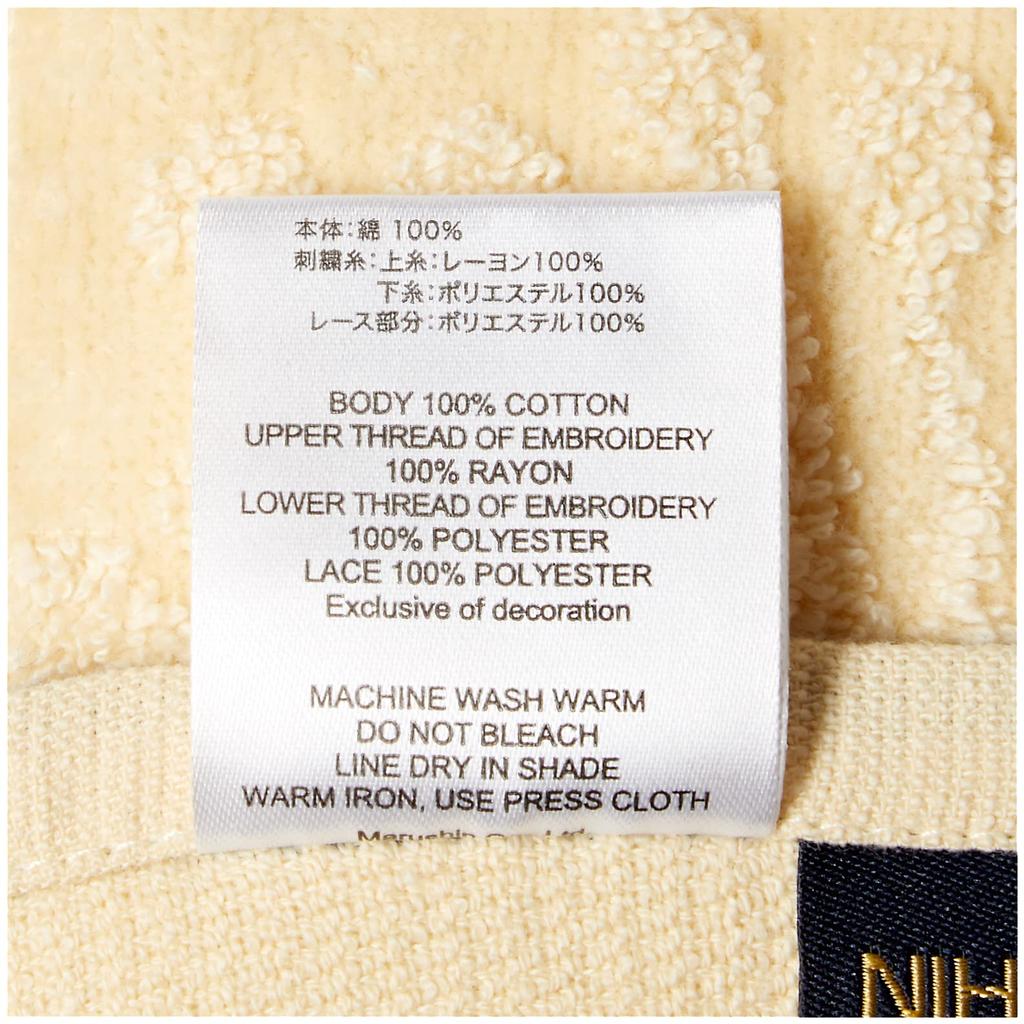 本体:綿 100%
刺繍糸:上糸:レーヨン100%
下糸:ポリエステル100%
レース部分:ポリエステル100%
BODY 100% COTTON
UPPER THREAD OF EMBROIDERY
100% RAYON
LOWER THREAD OF EMBROIDERY
100% POLYESTER
LACE 100% POLYESTER
Exclusive of decoration
MACHINE WASH WARM
DO NOT BLEACH
LINE DRY IN SHADE
WARM IRON, USE PRESS CLOTH
NIH